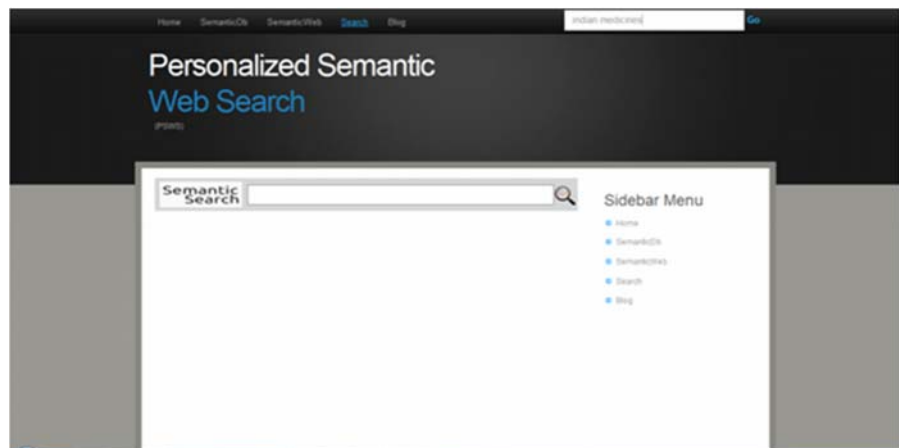 Home SemanticDb SemanticWeb Search Blog
indian medicines
Go
Personalized Semantic
Web Search
(PSWS)
Semantic
Search
Sidebar Menu
Home
SemanticDb
SemanticWeb
Search
Blog